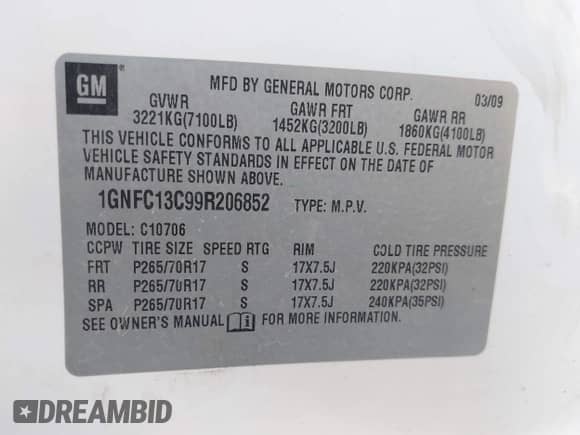 GM
®
MFD BY GENERAL MOTORS CORP. 03/09
GVWR GAWR FRT GAWR RR
3221KG(7100LB) 1452KG(3200LB) 1860KG(4100LB)
THIS VEHICLE CONFORMS TO ALL APPLICABLE U.S. FEDERAL MOTOR
VEHICLE SAFETY STANDARDS IN EFFECT ON THE DATE OF
MANUFACTURE SHOWN ABOVE.
1GNFC13C99R206852 TYPE: M.P.V.
MODEL: C10706
CCPW TIRE SIZE SPEED RTG RIM COLD TIRE PRESSURE
FRT P265/70R17 S 17X7.5J 220KPA(32PSI)
RR P265/70R17 S 17X7.5J 220KPA(32PSI)
SPA P265/70R17 S 17X7.5J 240KPA(35PSI)
SEE OWNER'S MANUAL FOR MORE INFORMATION.
DREAMBID